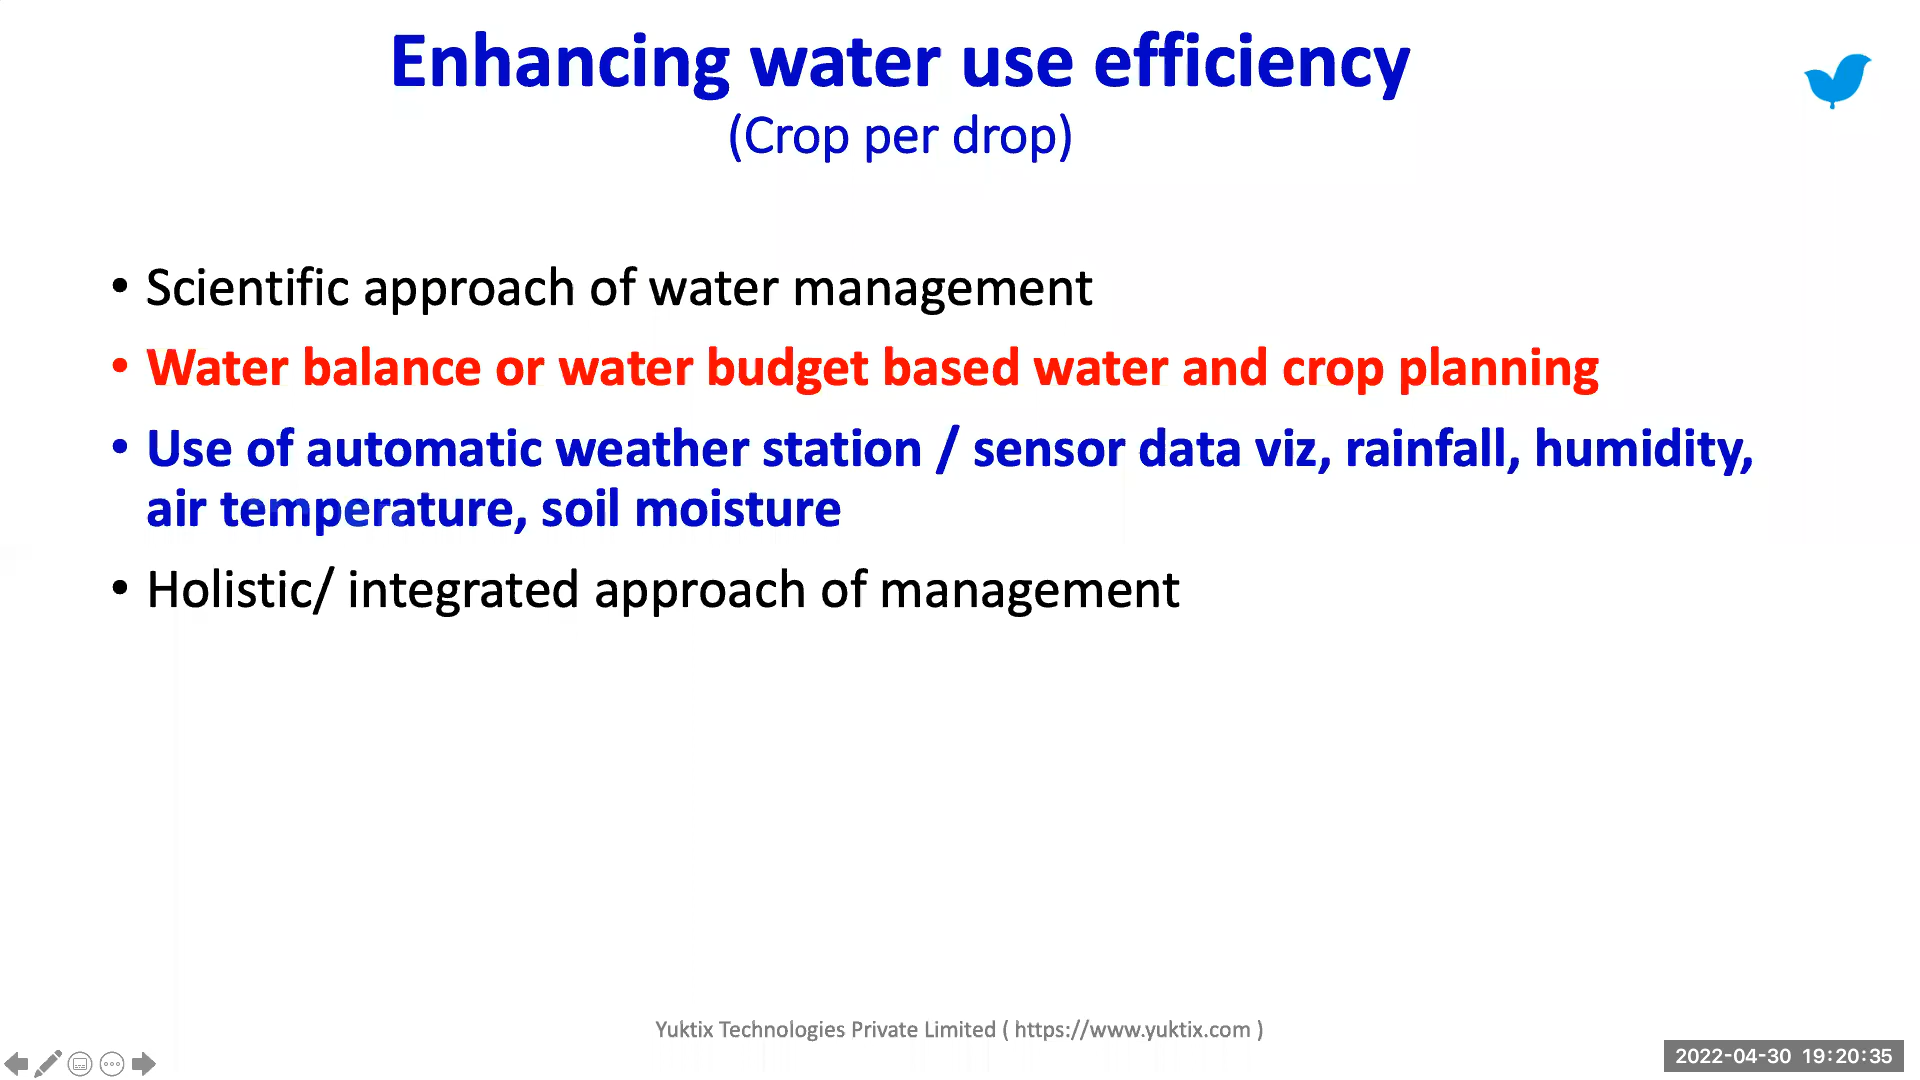 Enhancing water use efficiency
(Crop per drop)
• Scientific approach of water management
• Water balance or water budget based water and crop planning
• Use of automatic weather station / sensor data viz, rainfall, humidity,
air temperature, soil moisture
• Holistic/ integrated approach of management
Yuktix Technologies Private Limited ( https://www.yuktix.com )
2022-04-30 19:20:35